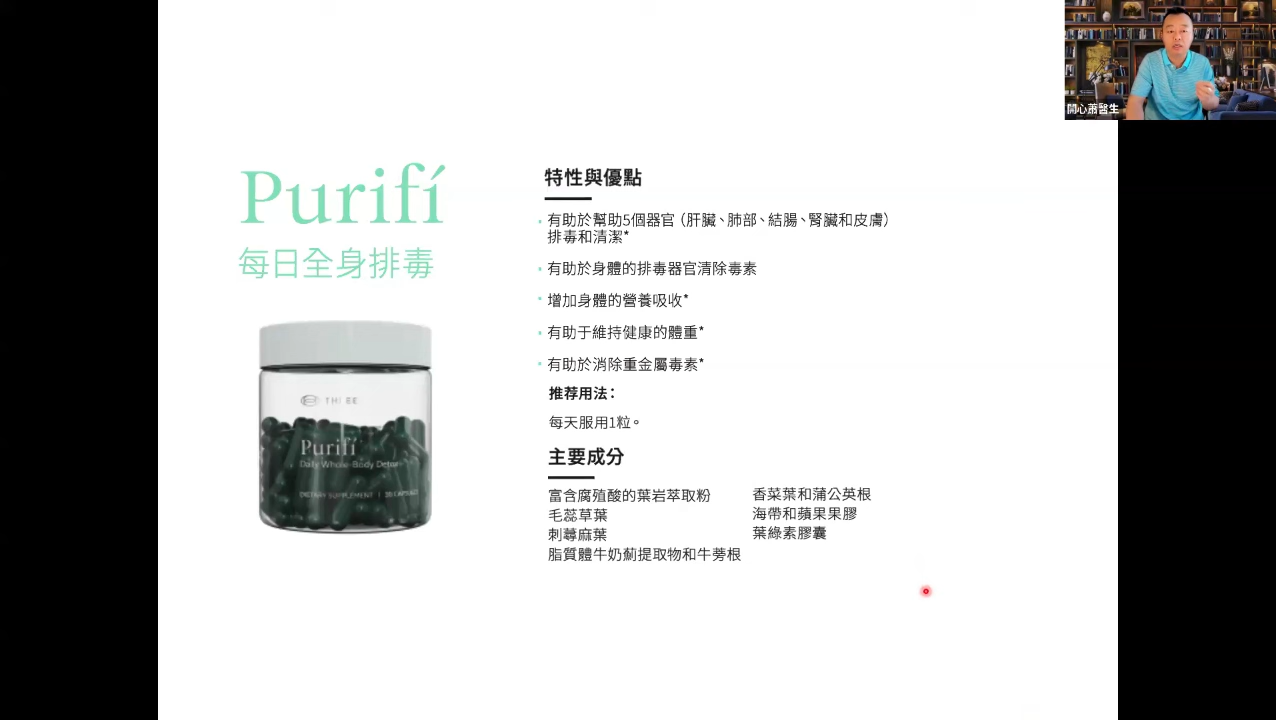 開心蕭醫生
Purifí
每日全身排毒
THREE
Purifí
Daily Whole-Body Detox
DIETARY SUPPLEMENT | 30 CAPSULES
特性與優點
有助於幫助5個器官（肝臟、肺部、結腸、腎臟和皮膚）
排毒和清潔*
有助於身體的排毒器官清除毒素
增加身體的營養吸收*
有助于維持健康的體重*
有助於消除重金屬毒素*
推荐用法：
每天服用1粒。
主要成分
富含腐殖酸的葉岩萃取粉
毛蕊草葉
刺蕁麻葉
脂質體牛奶薊提取物和牛蒡根
香菜葉和蒲公英根
海帶和蘋果果膠
葉綠素膠囊